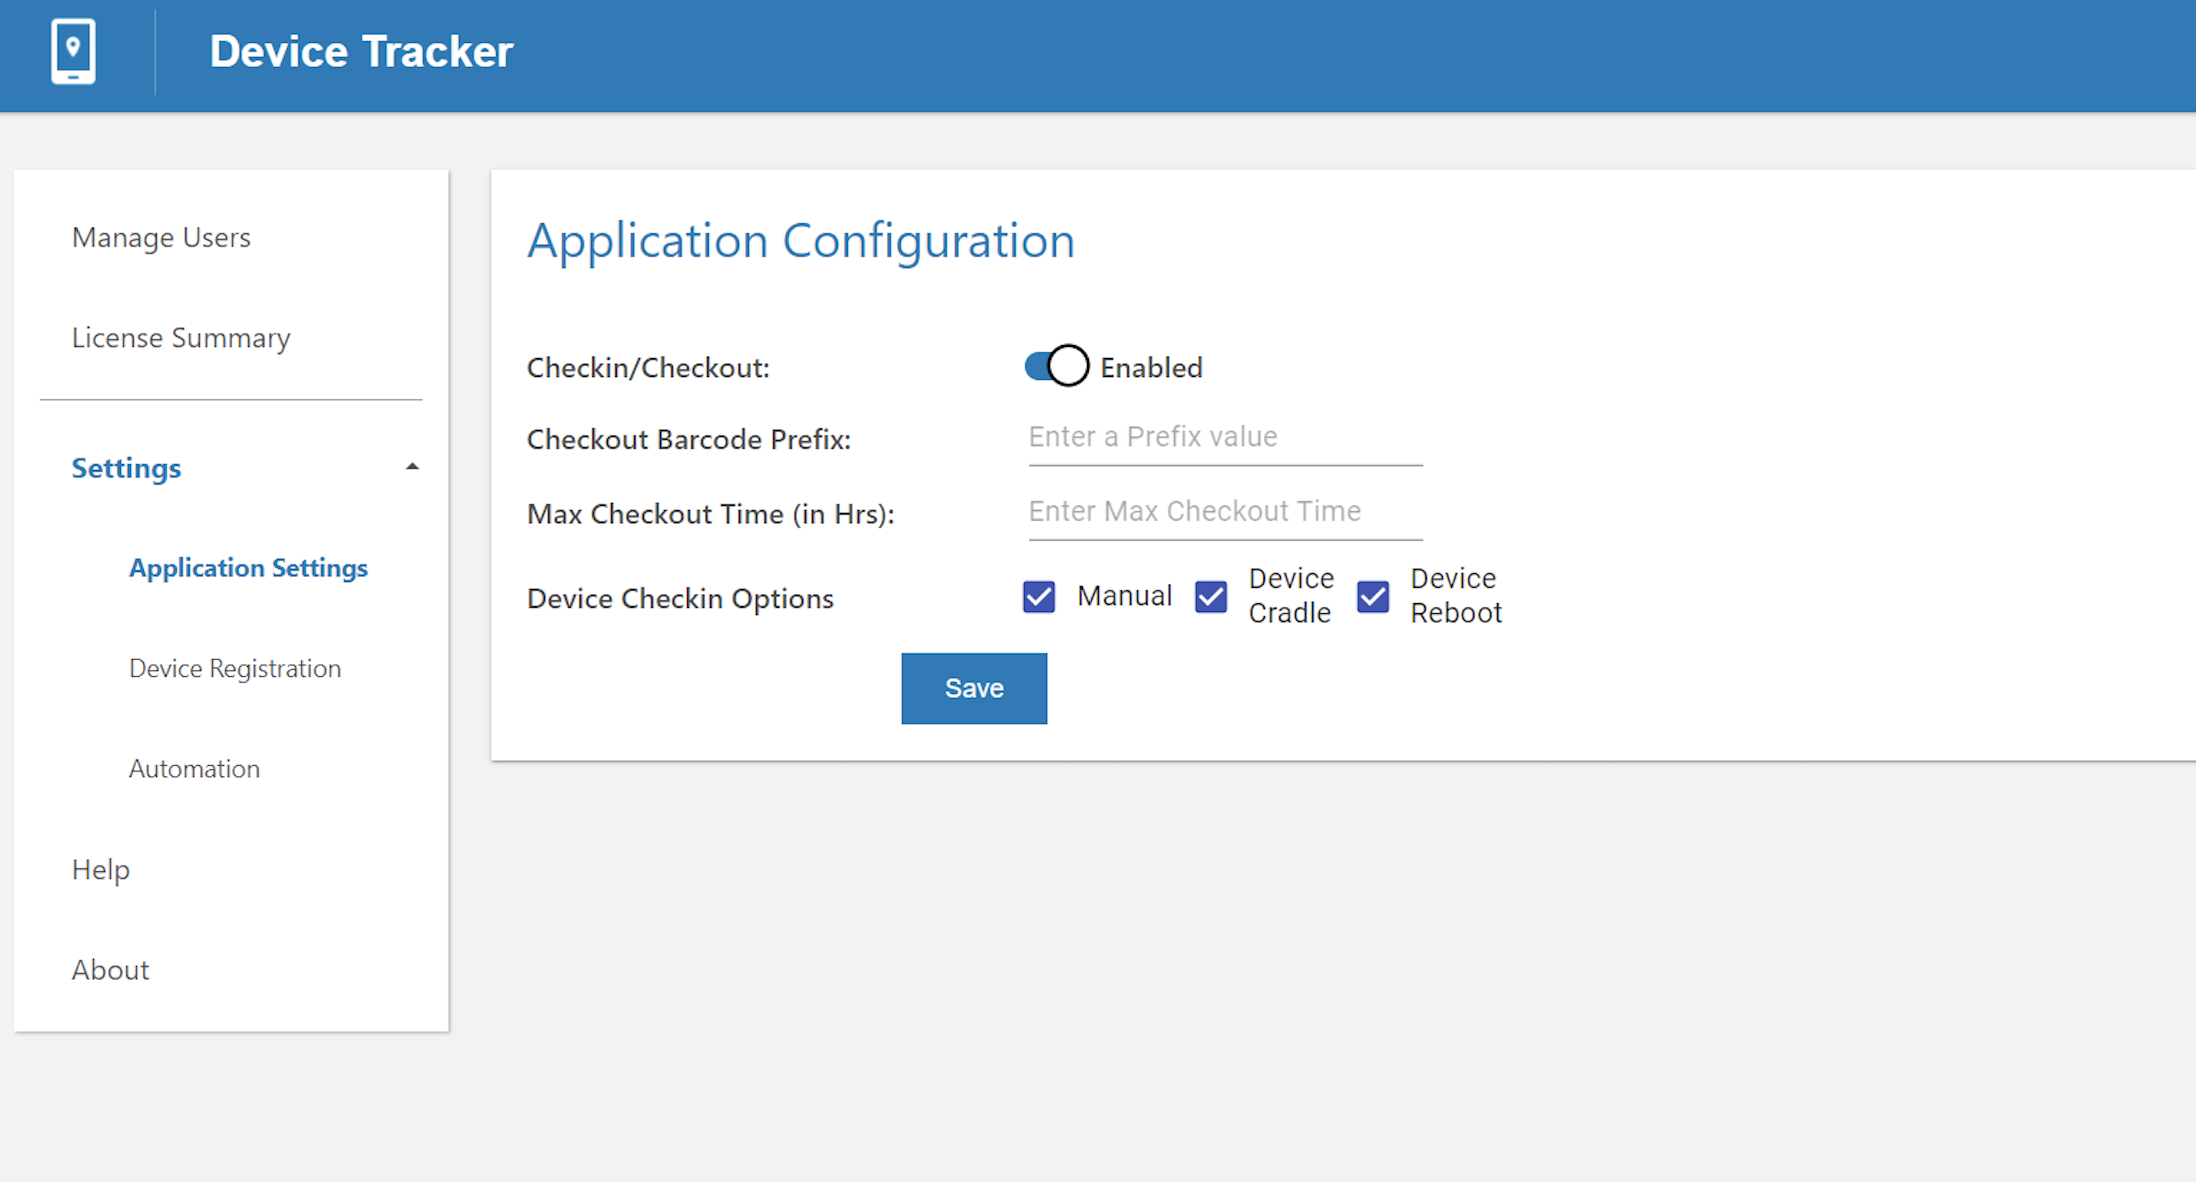 Device Tracker
Manage Users
License Summary
Settings
Application Settings
Device Registration
Automation
Help
About
Application Configuration
Checkin/Checkout: Enabled
Checkout Barcode Prefix: Enter a Prefix value
Max Checkout Time (in Hrs): Enter Max Checkout Time
Device Checkin Options Manual Device Cradle Device Reboot
Save